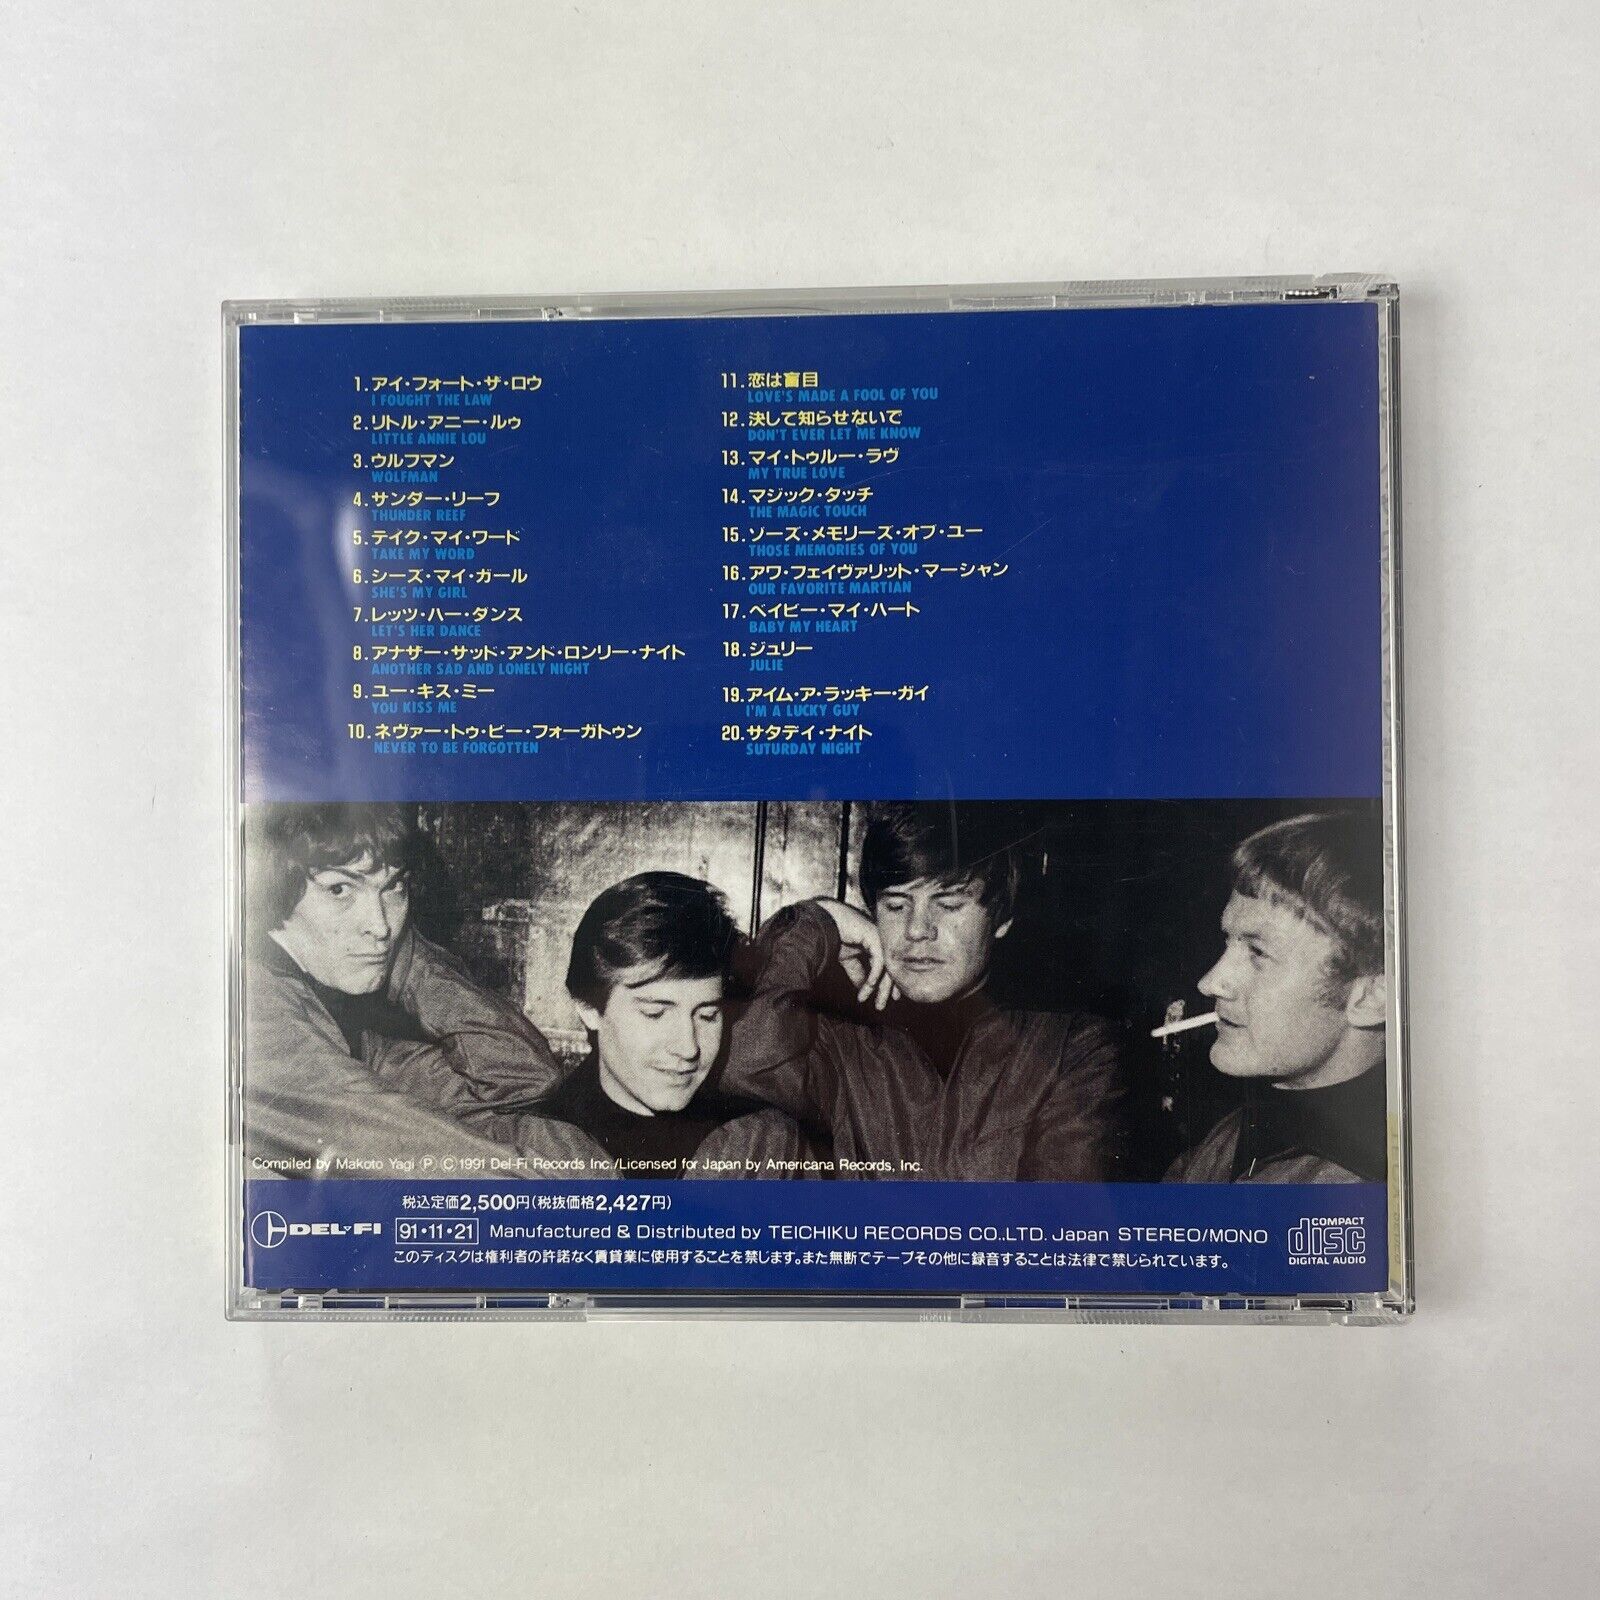 1. アイ・フォート・ザ・ロウ
I FOUGHT THE LAW
2. リトル・アニー・ルゥ
LITTLE ANNIE LOU
3. ウルフマン
WOLFMAN
4. サンダー・リーフ
THUNDER REEF
5. テイク・マイ・ワード
TAKE MY WORD
6. シーズ・マイ・ガール
SHE'S MY GIRL
7. レッツ・ハー・ダンス
LET'S HER DANCE
8. アナザー・サッド・アンド・ロンリー・ナイト
ANOTHER SAD AND LONELY NIGHT
9. ユー・キス・ミー
YOU KISS ME
10. ネヴァー・トゥ・ビー・フォーガトゥン
NEVER TO BE FORGOTTEN
11. 恋は盲目
LOVE'S MADE A FOOL OF YOU
12. 決して知らせないで
DON'T EVER LET ME KNOW
13. マイ・トゥルー・ラヴ
MY TRUE LOVE
14. マジック・タッチ
THE MAGIC TOUCH
15. ソーズ・メモリーズ・オブ・ユー
THOSE MEMORIES OF YOU
16. アワ・フェイヴァリット・マーシャン
OUR FAVORITE MARTIAN
17. ベイビー・マイ・ハート
BABY MY HEART
18. ジュリー
JULIE
19. アイム・ア・ラッキー・ガイ
I'M A LUCKY GUY
20. サタデイ・ナイト
SUTURDAY NIGHT
Compiled by Makoto Yagi Ⓟ Ⓒ1991 Del-Fi Records Inc./Licensed for Japan by Americana Records, Inc.
税込定価2,500円(税抜価格2,427円)
DEL-FI
91・11・21 Manufactured & Distributed by TEICHIKU RECORDS CO.,LTD. Japan STEREO/MONO
このディスクは権利者の許諾なく賃貸業に使用することを禁じます。また無断でテープその他に録音することは法律で禁じられています。
COMPACT
disc
DIGITAL AUDIO